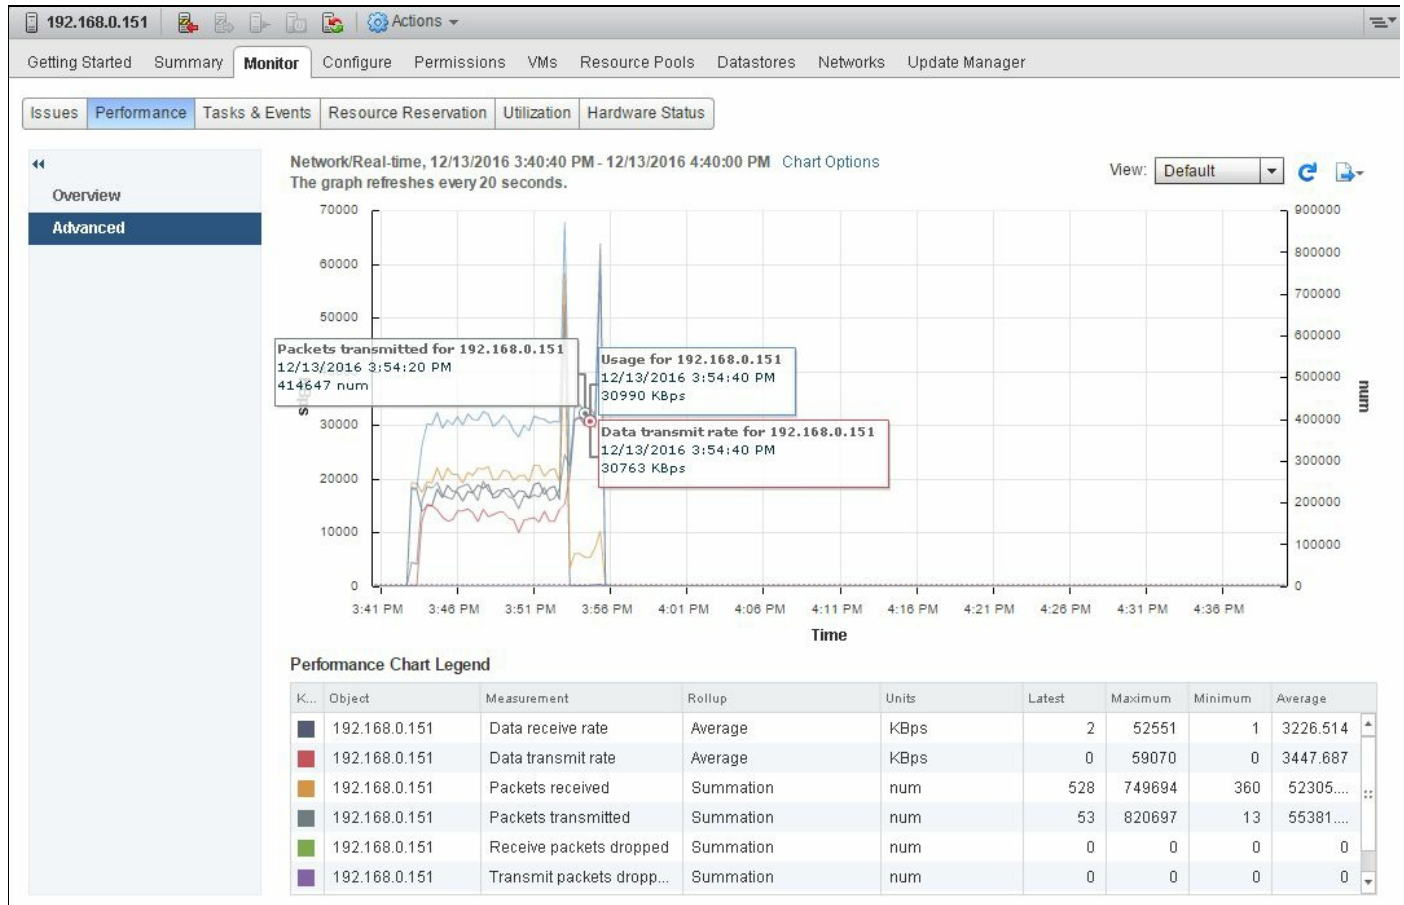 192.168.0.151 Actions
Getting Started Summary Monitor Configure Permissions VMs Resource Pools Datastores Networks Update Manager
Issues Performance Tasks & Events Resource Reservation Utilization Hardware Status
Overview
Advanced
Network/Real-time, 12/13/2016 3:40:40 PM - 12/13/2016 4:40:00 PM Chart Options
The graph refreshes every 20 seconds.
View: Default
70000
60000
50000
30000
20000
10000
0
900000
800000
700000
600000
500000
400000
300000
200000
100000
0
num
Packets transmitted for 192.168.0.151
12/13/2016 3:54:20 PM
414647 num
Usage for 192.168.0.151
12/13/2016 3:54:40 PM
30990 KBps
Data transmit rate for 192.168.0.151
12/13/2016 3:54:40 PM
30763 KBps
3:41 PM 3:46 PM 3:51 PM 3:56 PM 4:01 PM 4:06 PM 4:11 PM 4:16 PM 4:21 PM 4:26 PM 4:31 PM 4:36 PM
Time
Performance Chart Legend
K... Object Measurement Rollup Units Latest Maximum Minimum Average
192.168.0.151 Data receive rate Average KBps 2 52551 1 3226.514
192.168.0.151 Data transmit rate Average KBps 0 59070 0 3447.687
192.168.0.151 Packets received Summation num 528 749694 360 52305....
192.168.0.151 Packets transmitted Summation num 53 820697 13 55381....
192.168.0.151 Receive packets dropped Summation num 0 0 0 0
192.168.0.151 Transmit packets dropp... Summation num 0 0 0 0